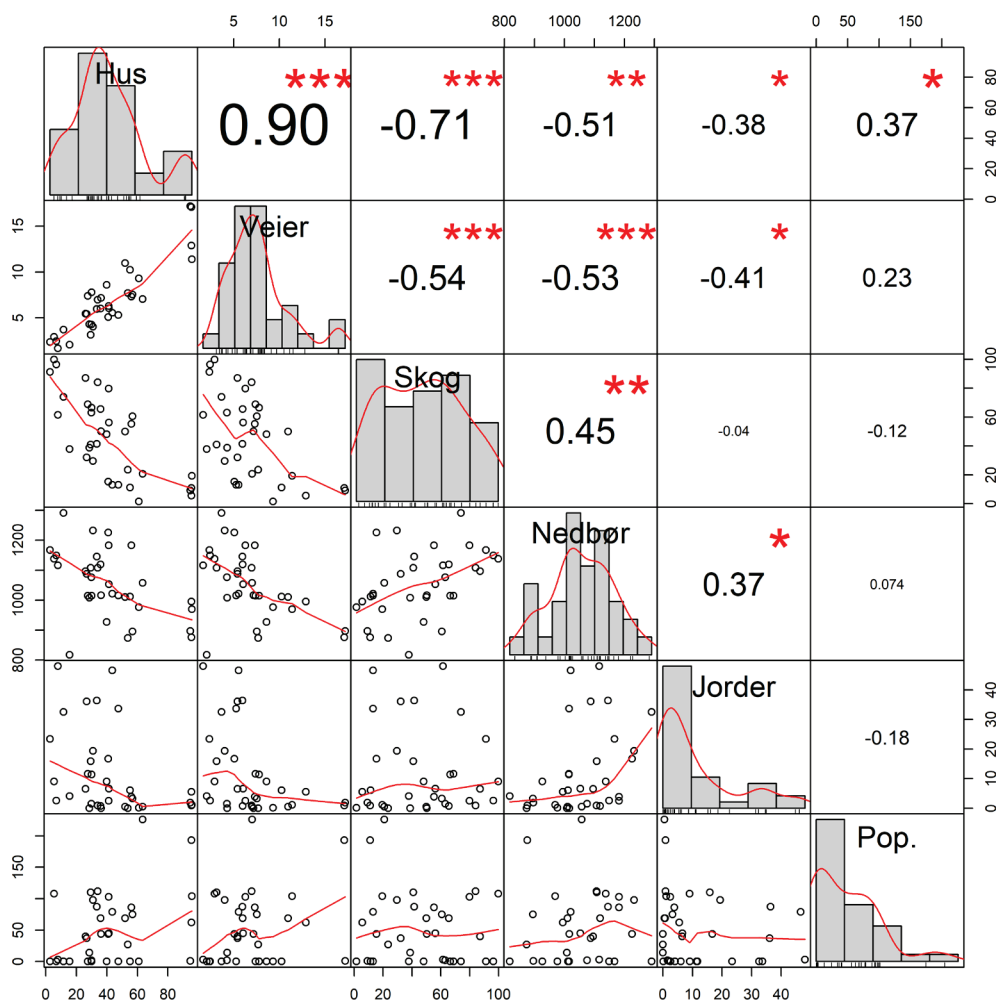 5 10 15 800 1000 1200 0 50 150
Hus *** 0.90 *** -0.71 ** -0.51 * -0.38 * 0.37 0 20 40 60 80
5 10 15 Veier *** -0.54 *** -0.53 * -0.41 0.23
Skog ** 0.45 -0.04 -0.12 0 20 60 100
800 1000 1200 Nedbør * 0.37 0.074
Jorder -0.18 0 10 20 30 40
0 50 150 Pop.
0 20 40 60 80 0 20 40 60 80 100 0 10 20 30 40